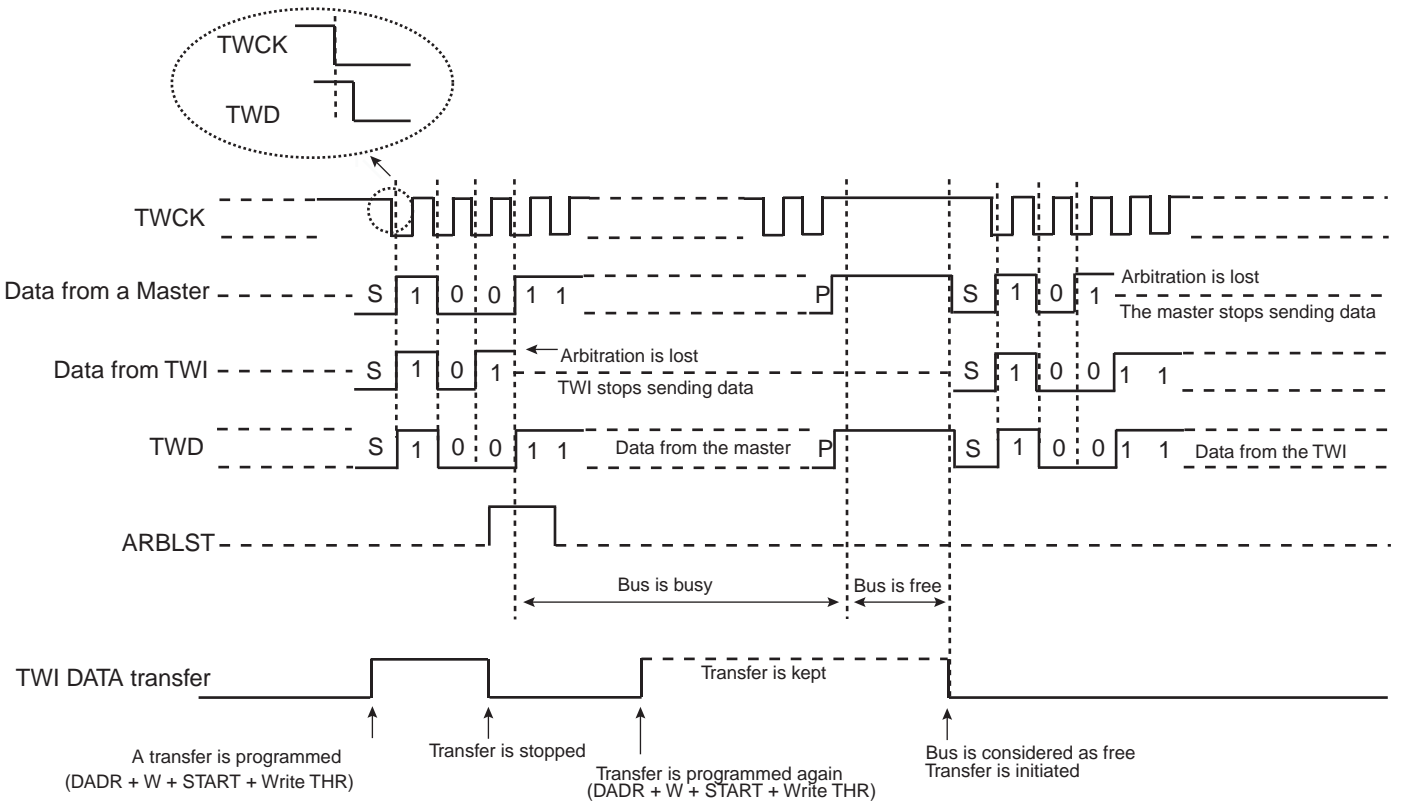 TWCK
TWD
TWCK
Data from a Master S 1 0 0 1 1 P S 1 0 1 Arbitration is lost
The master stops sending data
Data from TWI S 1 0 1 Arbitration is lost
TWI stops sending data
S 1 0 0 1 1
TWD S 1 0 0 1 1 Data from the master P S 1 0 0 1 1 Data from the TWI
ARBLST
Bus is busy Bus is free
TWI DATA transfer
Transfer is kept
A transfer is programmed
(DADR + W + START + Write THR)
Transfer is stopped
Transfer is programmed again
(DADR + W + START + Write THR)
Bus is considered as free
Transfer is initiated